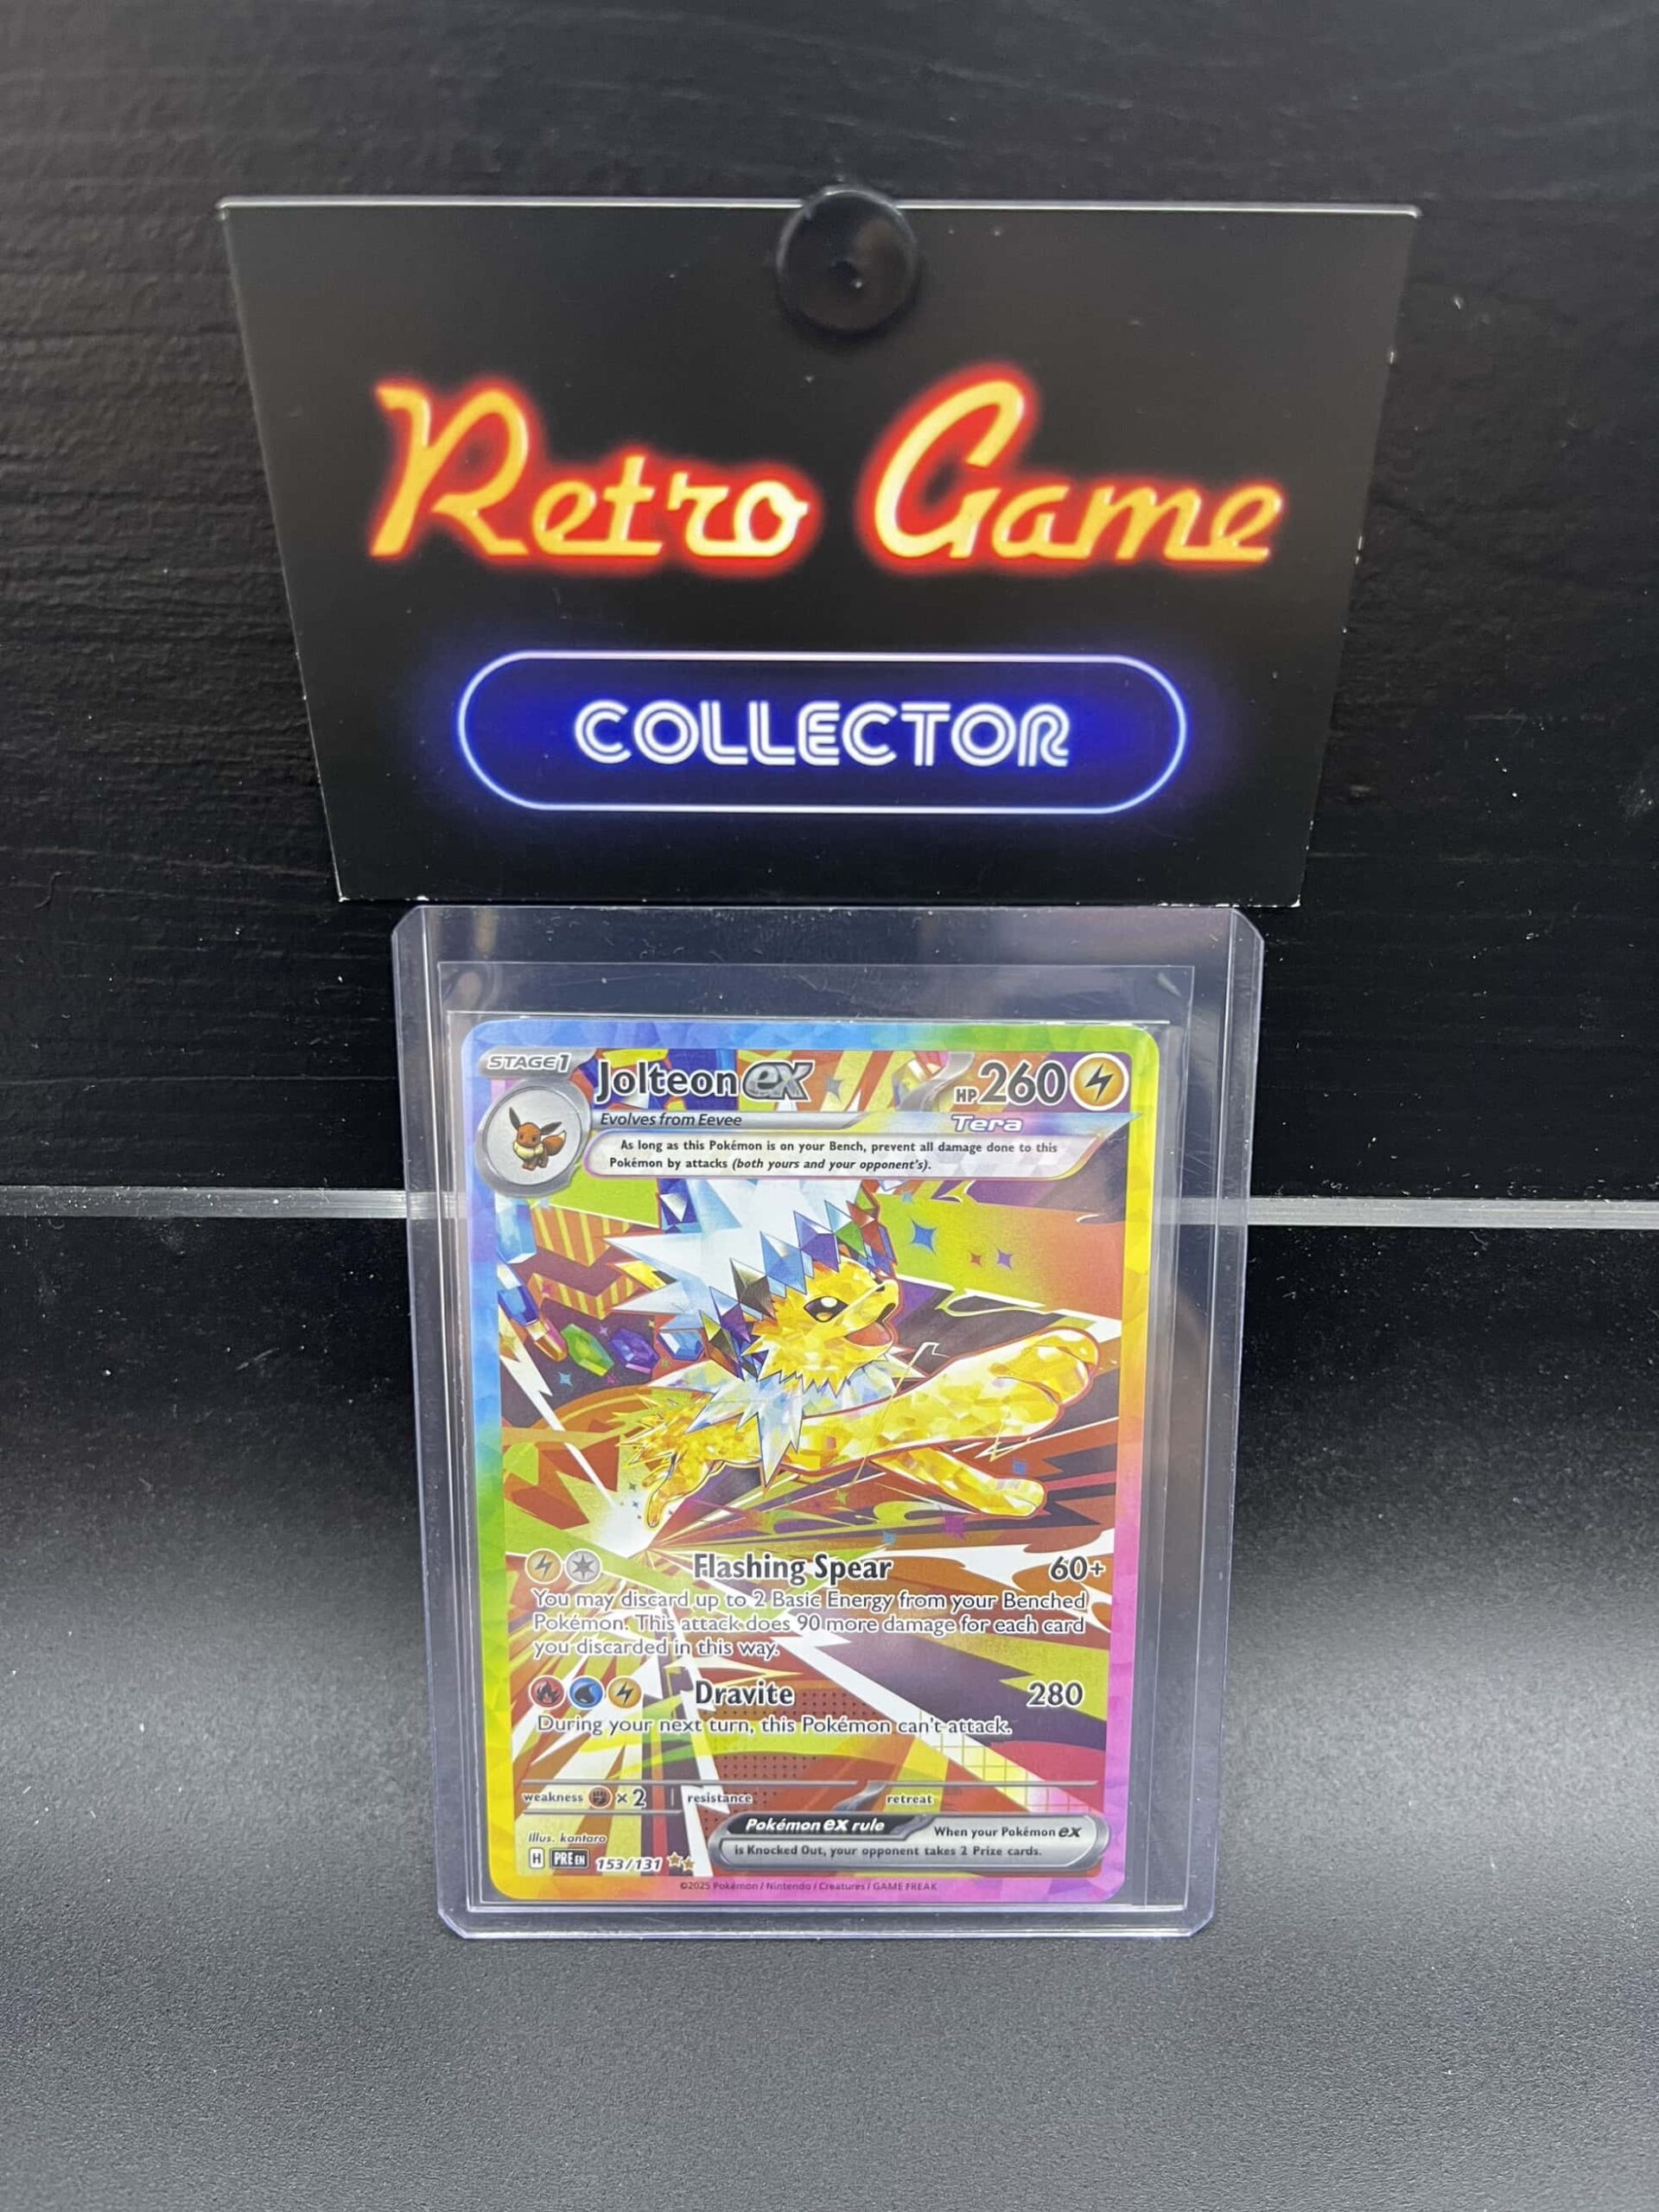 Retro Game
COLLECTOR
STAGE1
Jolteon ex
HP 260
Evolves from Eevee
Tera
As long as this Pokémon is on your Bench, prevent all damage done to this
Pokémon by attacks (both yours and your opponent's).
Flashing Spear 60+
You may discard up to 2 Basic Energy from your Benched
Pokémon. This attack does 90 more damage for each card
you discarded in this way.
Dravite 280
During your next turn, this Pokémon can't attack.
weakness ×2 resistance retreat
Pokémon ex rule When your Pokémon ex
is Knocked Out, your opponent takes 2 Prize cards.
Illus. kantaro
H PRE EN 153/131
©2025 Pokémon / Nintendo / Creatures / GAME FREAK